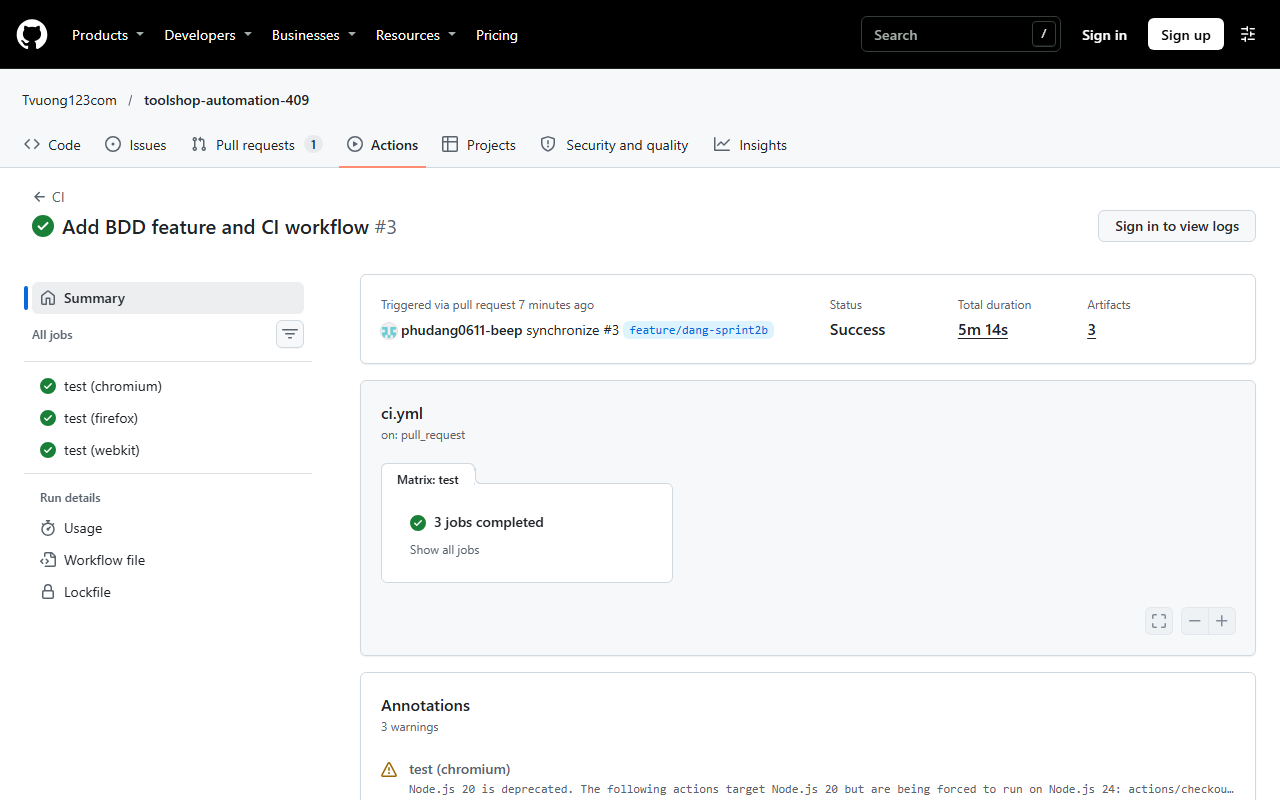 Products Developers Businesses Resources Pricing Search / Sign in Sign up
Tvuong123com / toolshop-automation-409
Code Issues Pull requests 1 Actions Projects Security and quality Insights
CI
Add BDD feature and CI workflow #3
Sign in to view logs
Summary
All jobs
test (chromium)
test (firefox)
test (webkit)
Run details
Usage
Workflow file
Lockfile
Triggered via pull request 7 minutes ago
phudang0611-beep synchronize #3 feature/dang-sprint2b
Status
Success
Total duration
5m 14s
Artifacts
3
ci.yml
on: pull_request
Matrix: test
3 jobs completed
Show all jobs
Annotations
3 warnings
test (chromium)
Node.js 20 is deprecated. The following actions target Node.js 20 but are being forced to run on Node.js 24: actions/checkou…